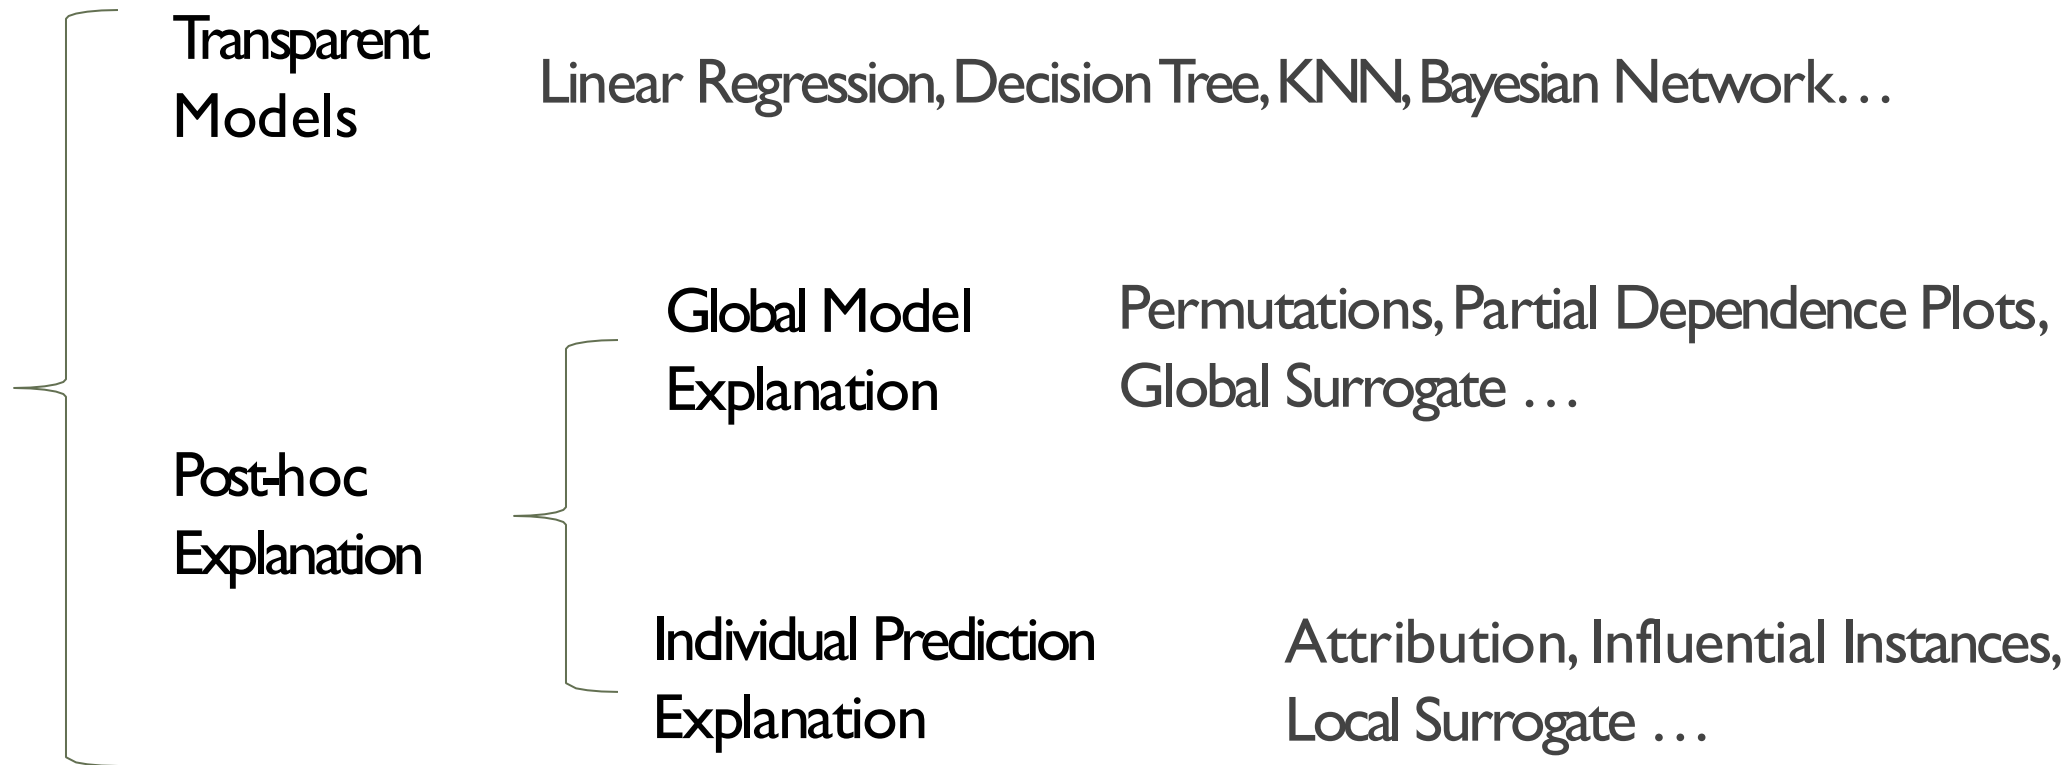 Transparent
Models
Linear Regression, Decision Tree, KNN, Bayesian Network…
Global Model
Explanation
Permutations, Partial Dependence Plots,
Global Surrogate …
Post-hoc
Explanation
Individual Prediction
Explanation
Attribution, Influential Instances,
Local Surrogate …